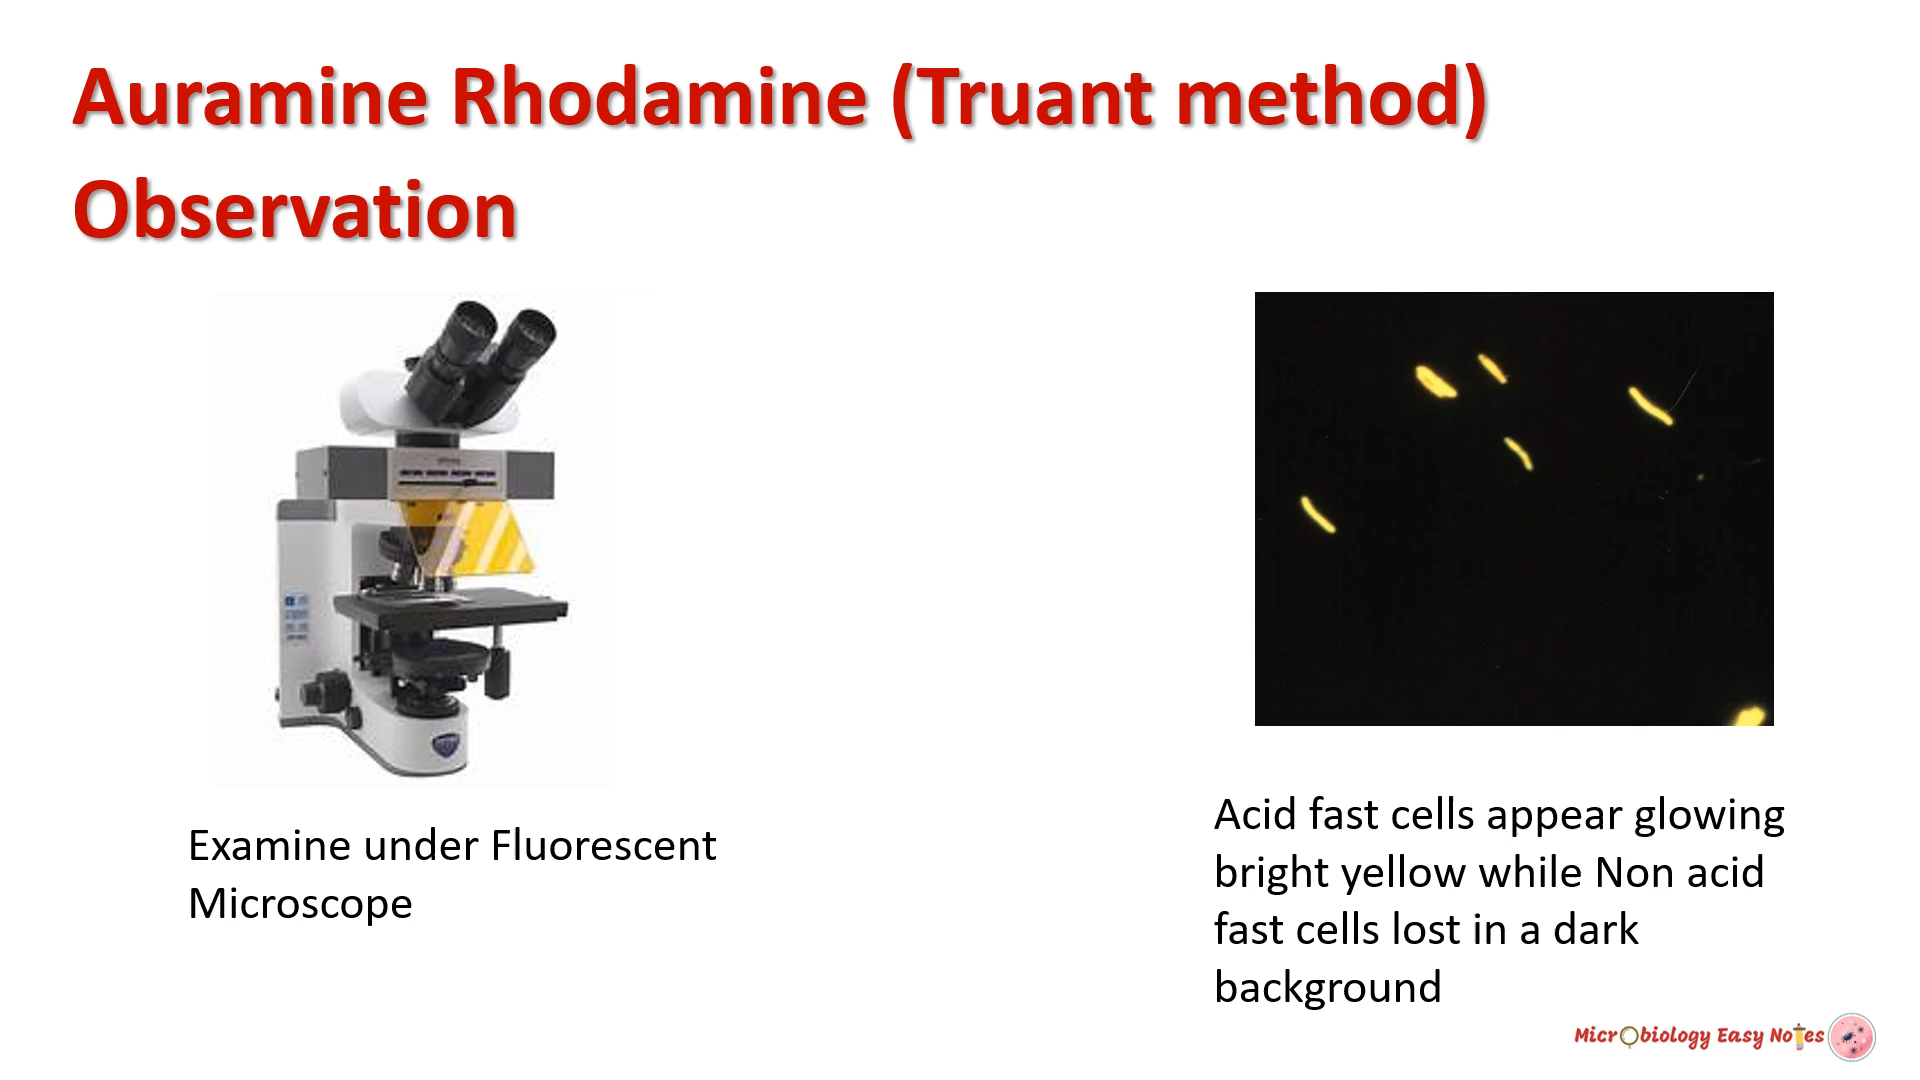 Auramine Rhodamine (Truant method)
Observation
Examine under Fluorescent
Microscope
Acid fast cells appear glowing
bright yellow while Non acid
fast cells lost in a dark
background
Microbiology Easy Notes